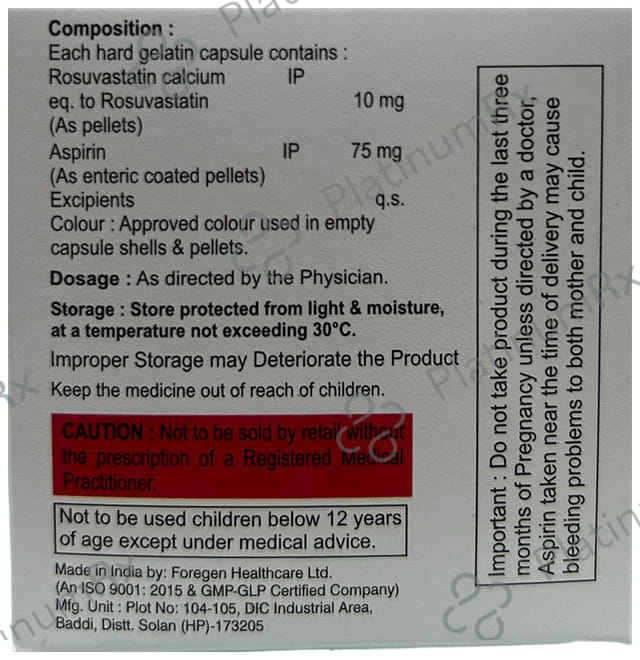 Composition :
Each hard gelatin capsule contains :
Rosuvastatin calcium IP
eq. to Rosuvastatin 10 mg
(As pellets)
Aspirin IP 75 mg
(As enteric coated pellets)
Excipients q.s.
Colour : Approved colour used in empty
capsule shells & pellets.
Dosage : As directed by the Physician.
Storage : Store protected from light & moisture,
at a temperature not exceeding 30°C.
Improper Storage may Deteriorate the Product
Keep the medicine out of reach of children.
CAUTION : Not to be sold by retail without
the prescription of a Registered Medical
Practitioner.
Not to be used children below 12 years
of age except under medical advice.
Made in India by: Foregen Healthcare Ltd.
(An ISO 9001: 2015 & GMP-GLP Certified Company)
Mfg. Unit : Plot No: 104-105, DIC Industrial Area,
Baddi, Distt. Solan (HP)-173205
Important : Do not take product during the last three
months of Pregnancy unless directed by a doctor,
Aspirin taken near the time of delivery may cause
bleeding problems to both mother and child.
PlatinumRx
PlatinumRx
PlatinumRx